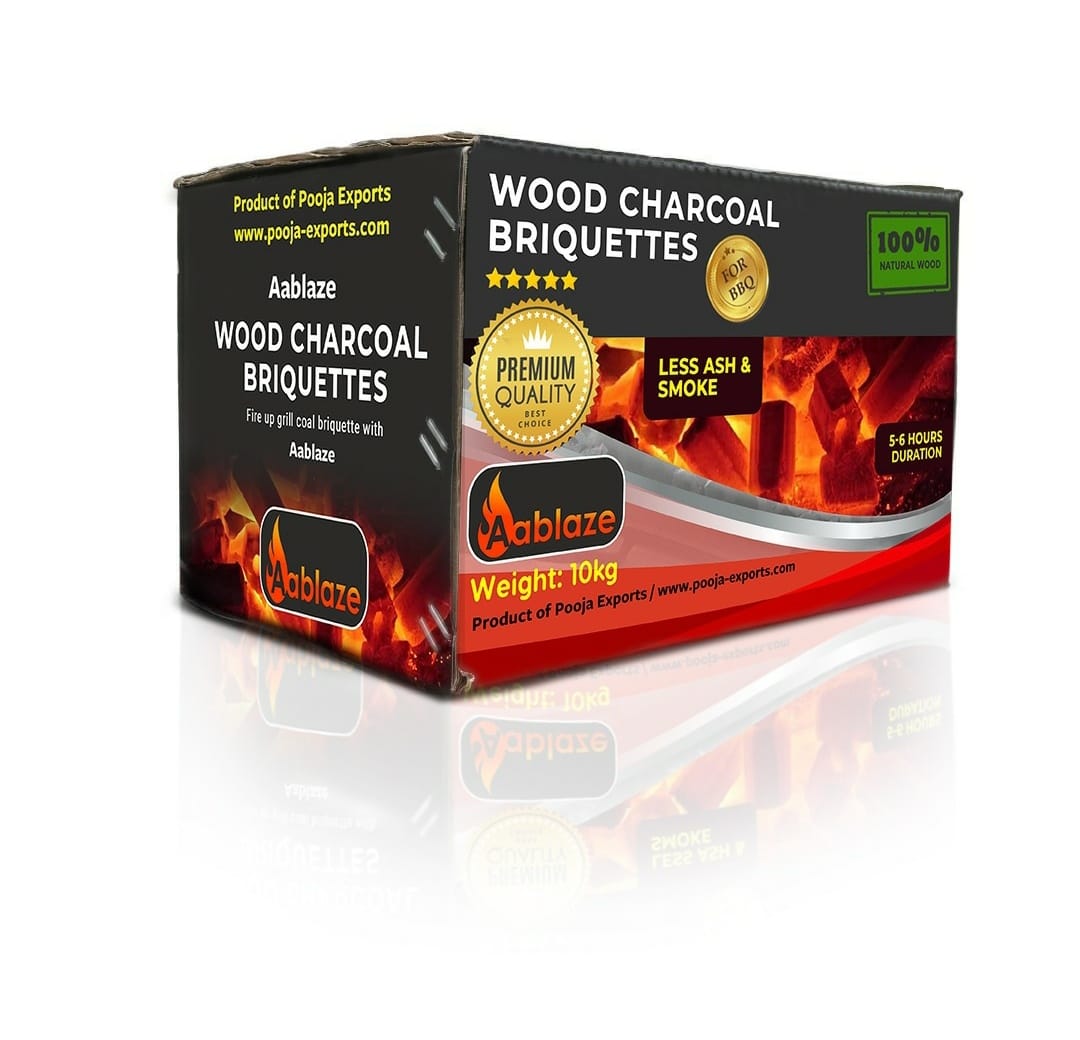 Product of Pooja Exports
www.pooja-exports.com
Aablaze
WOOD CHARCOAL
BRIQUETTES
Fire up grill coal briquette with
Aablaze
Aablaze
WOOD CHARCOAL
BRIQUETTES
FOR
BBQ
100%
NATURAL WOOD
PREMIUM
QUALITY
BEST
CHOICE
LESS ASH &
SMOKE
5-6 HOURS
DURATION
Aablaze
Weight: 10kg
Product of Pooja Exports / www.pooja-exports.com